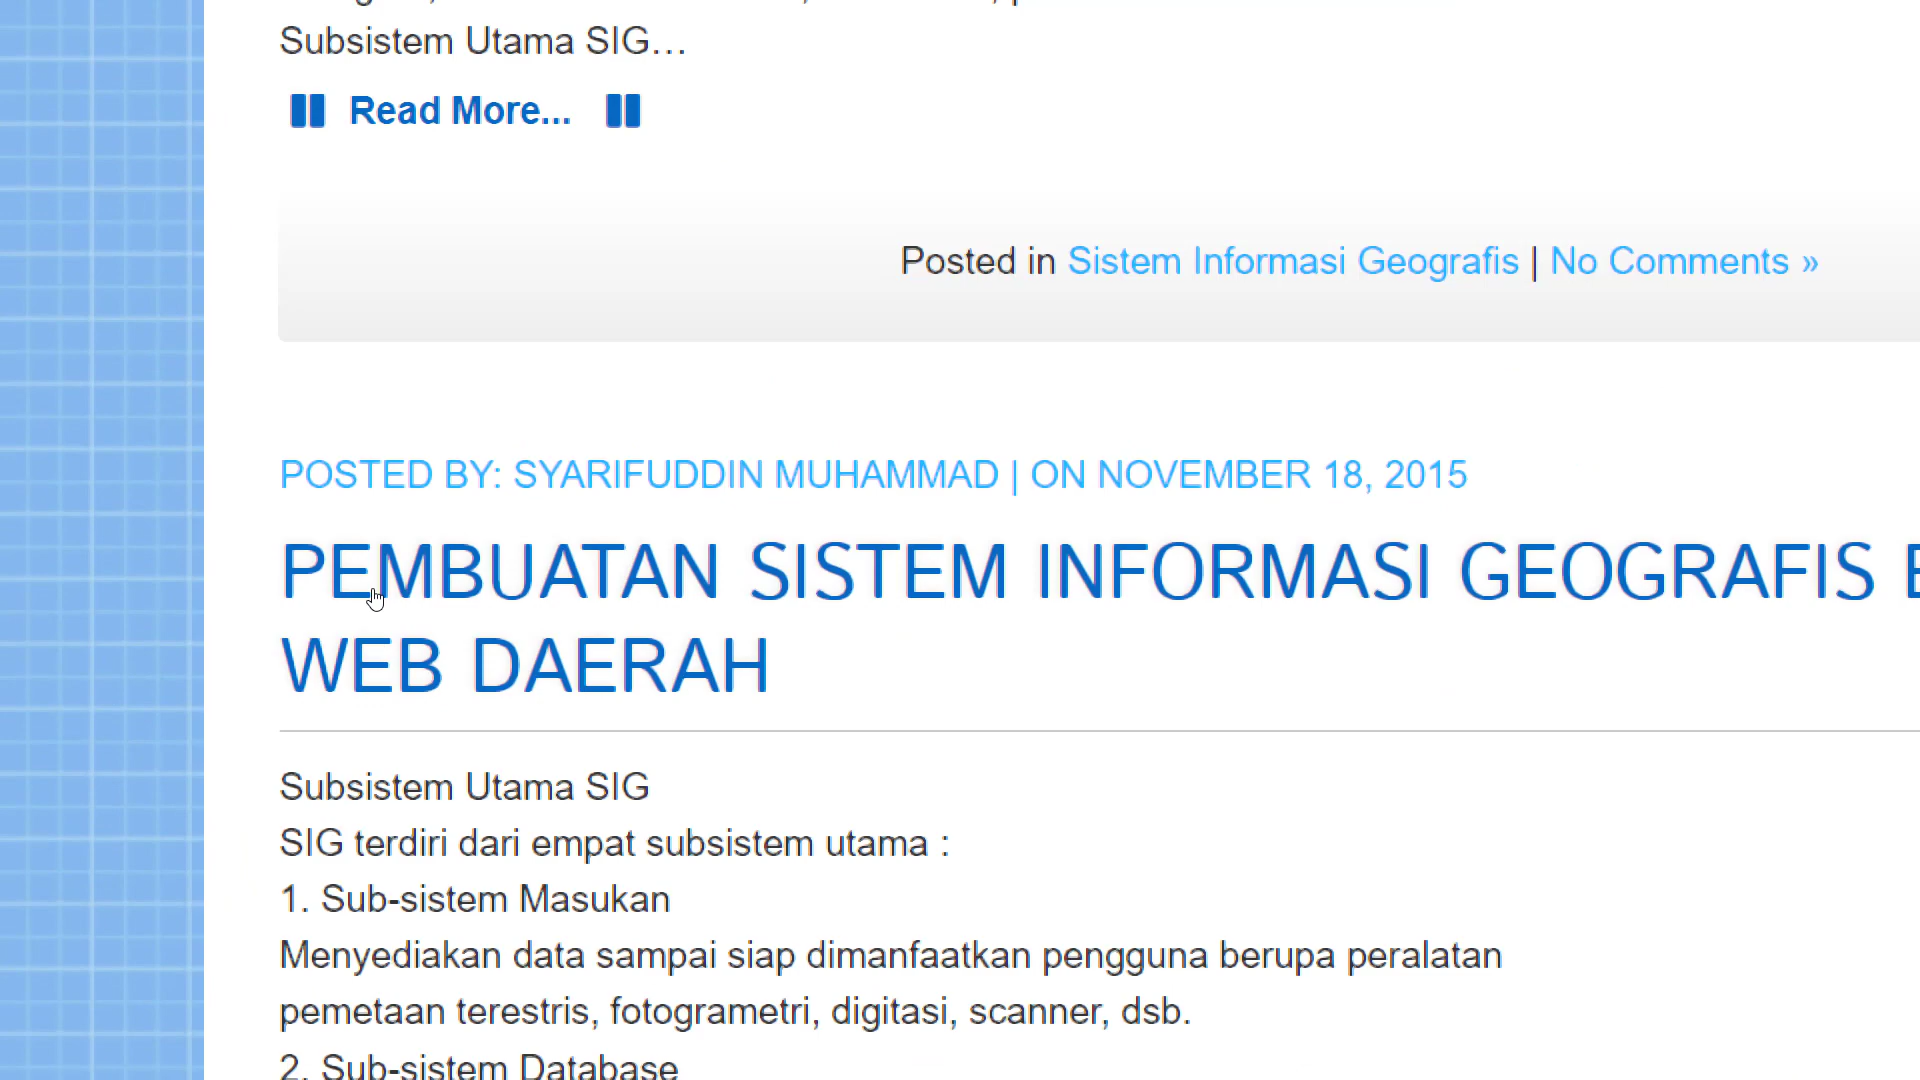 Subsistem Utama SIG...
Read More...
Posted in Sistem Informasi Geografis | No Comments »
POSTED BY: SYARIFUDDIN MUHAMMAD | ON NOVEMBER 18, 2015
PEMBUATAN SISTEM INFORMASI GEOGRAFIS
WEB DAERAH
Subsistem Utama SIG
SIG terdiri dari empat subsistem utama :
1. Sub-sistem Masukan
Menyediakan data sampai siap dimanfaatkan pengguna berupa peralatan
pemetaan terestris, fotogrametri, digitasi, scanner, dsb.
2. Sub-sistem Database